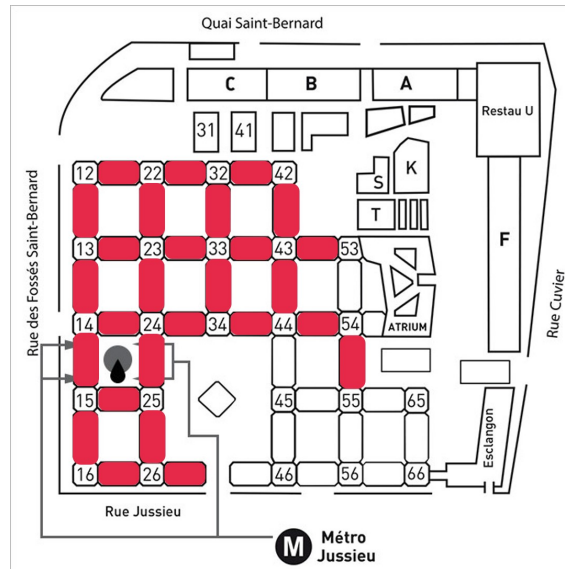 Quai Saint-Bernard
C B A
Restau U
31 41
K
S
T
F
12 22 32 42
13 23 33 43 53
14 24 34 44 54
ATRIUM
15 25 45 55 65
16 26 46 56 66
Rue des Fossés Saint-Bernard
Rue Cuvier
Esclangon
Rue Jussieu
M Métro
Jussieu